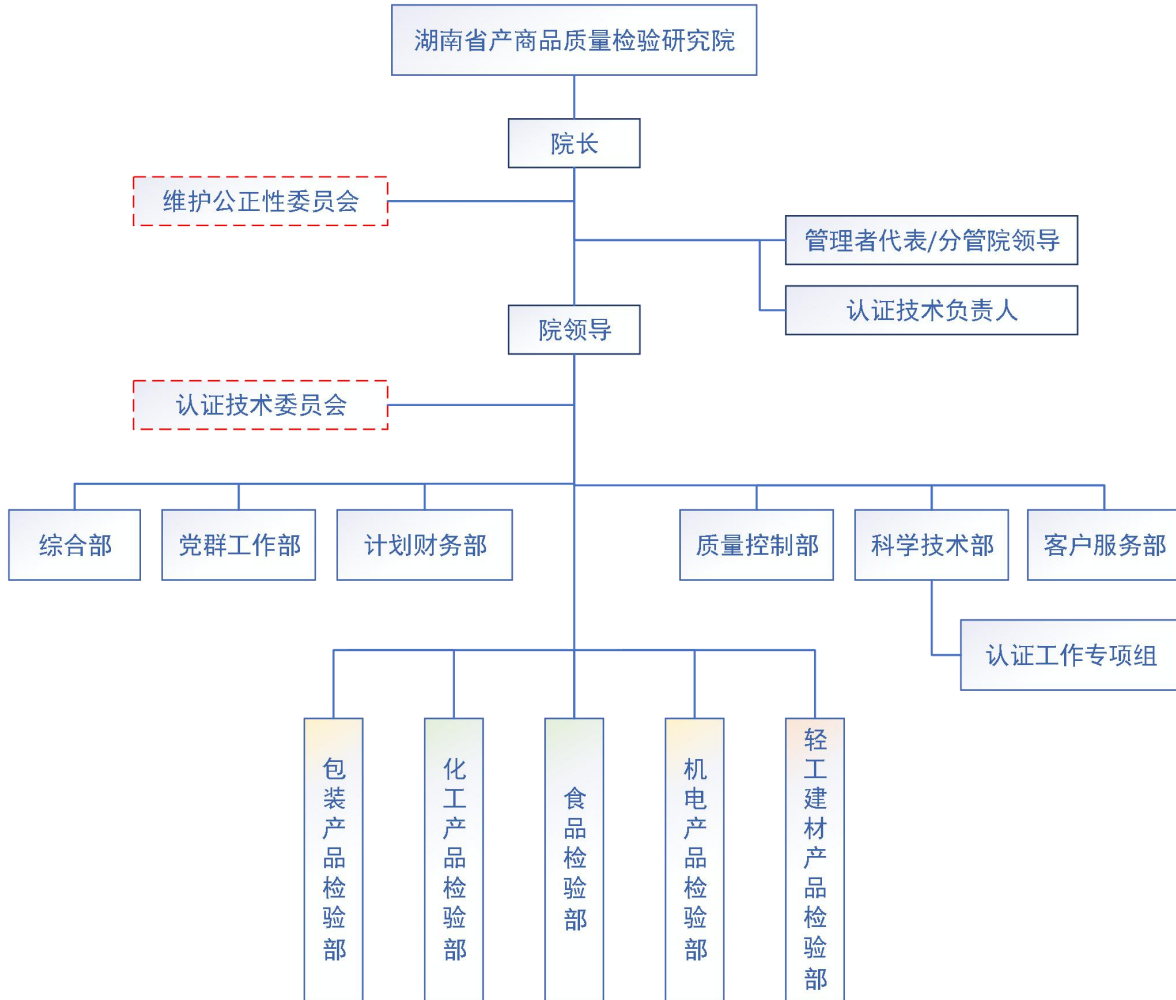 湖南省产商品质量检验研究院
院长
维护公正性委员会
管理者代表/分管院领导
认证技术负责人
院领导
认证技术委员会
综合部
党群工作部
计划财务部
质量控制部
科学技术部
客户服务部
认证工作专项组
包装产品检验部
化工产品检验部
食品检验部
机电产品检验部
轻工建材产品检验部